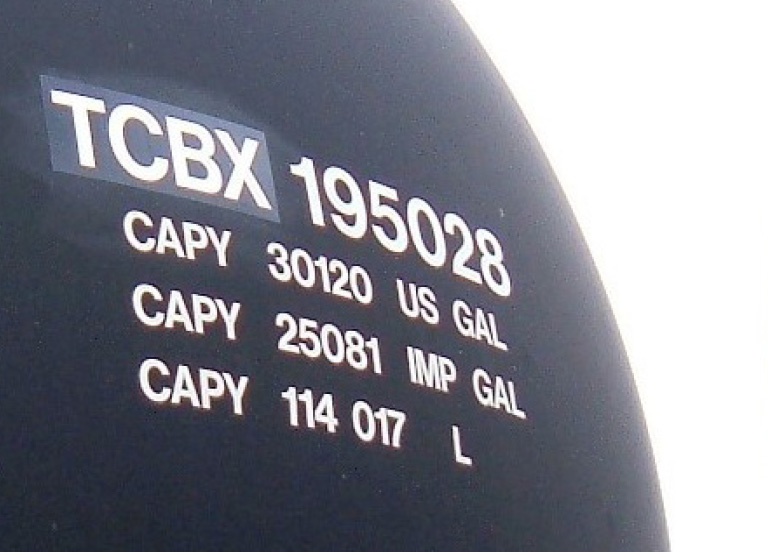 TCBX 195028
CAPY 30120 US GAL
CAPY 25081 IMP GAL
CAPY 114 017 L